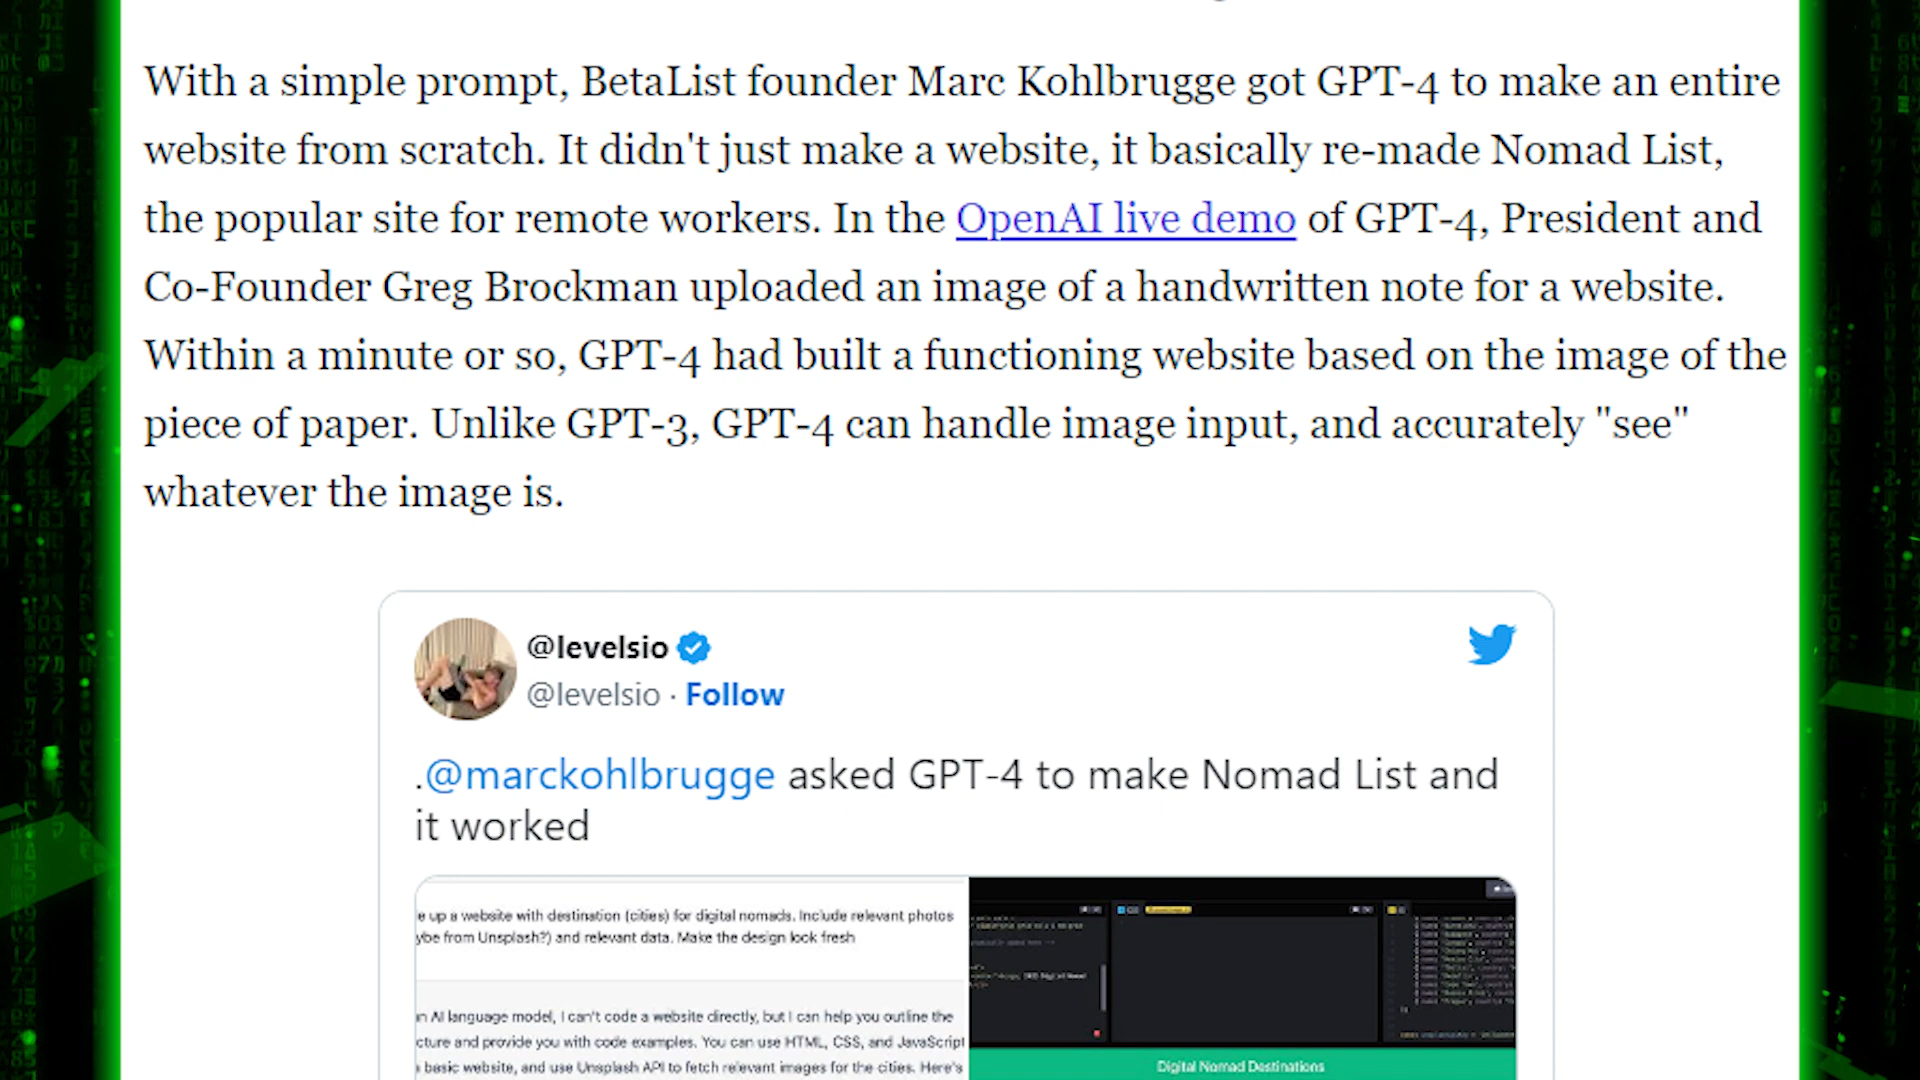 With a simple prompt, BetaList founder Marc Kohlbrugge got GPT-4 to make an entire
website from scratch. It didn't just make a website, it basically re-made Nomad List,
the popular site for remote workers. In the OpenAI live demo of GPT-4, President and
Co-Founder Greg Brockman uploaded an image of a handwritten note for a website.
Within a minute or so, GPT-4 had built a functioning website based on the image of the
piece of paper. Unlike GPT-3, GPT-4 can handle image input, and accurately "see"
whatever the image is.
@levelsio
@levelsio · Follow
.@marckohlbrugge asked GPT-4 to make Nomad List and
it worked
e up a website with destination (cities) for digital nomads. Include relevant photos
ybe from Unsplash?) and relevant data. Make the design look fresh
n AI language model, I can't code a website directly, but I can help you outline the
cture and provide you with code examples. You can use HTML, CSS, and JavaScript
basic website, and use Unsplash API to fetch relevant images for the cities. Here's
Digital Nomad Destinations